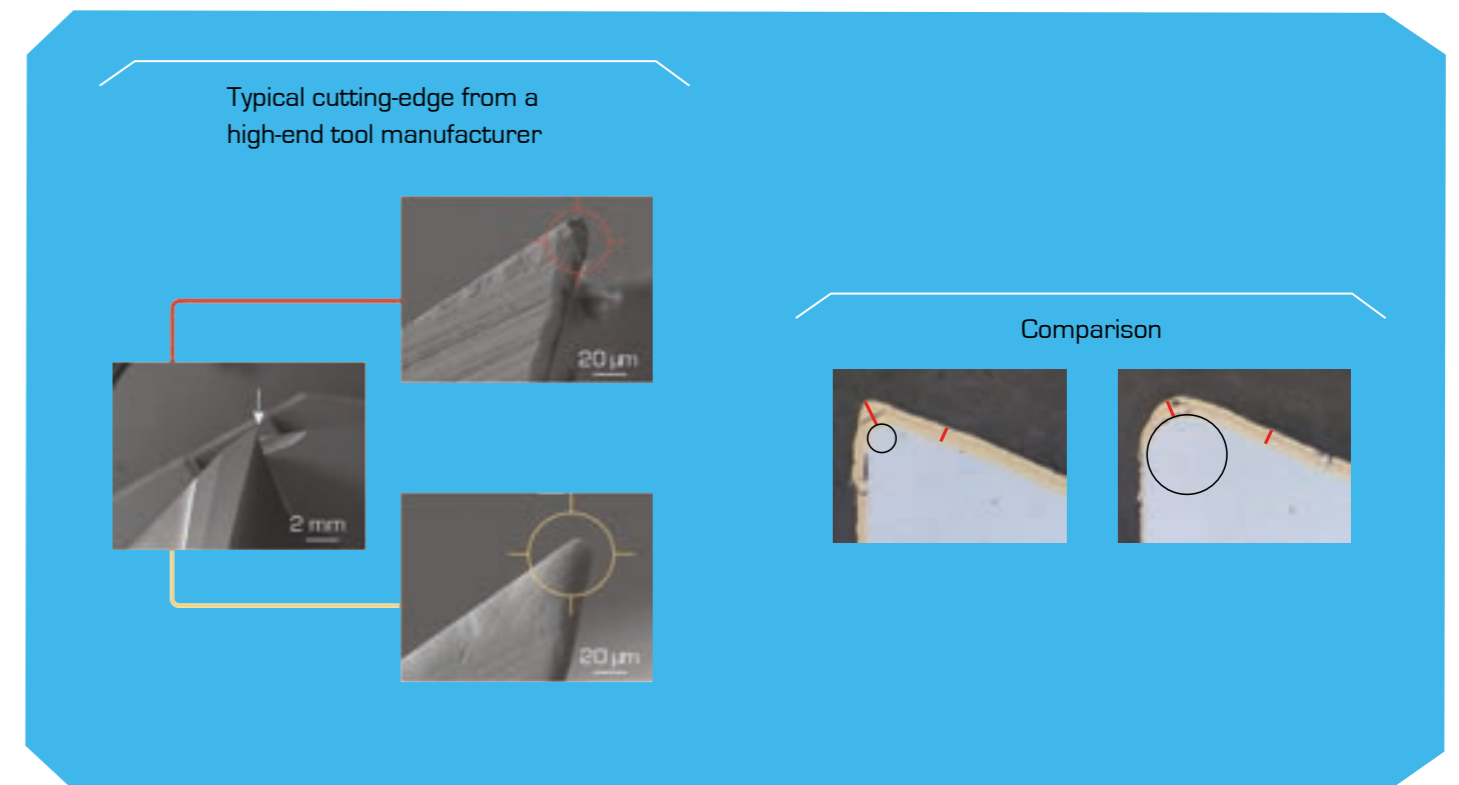 Typical cutting-edge from a
high-end tool manufacturer
20 µm
2 mm
20 µm
Comparison